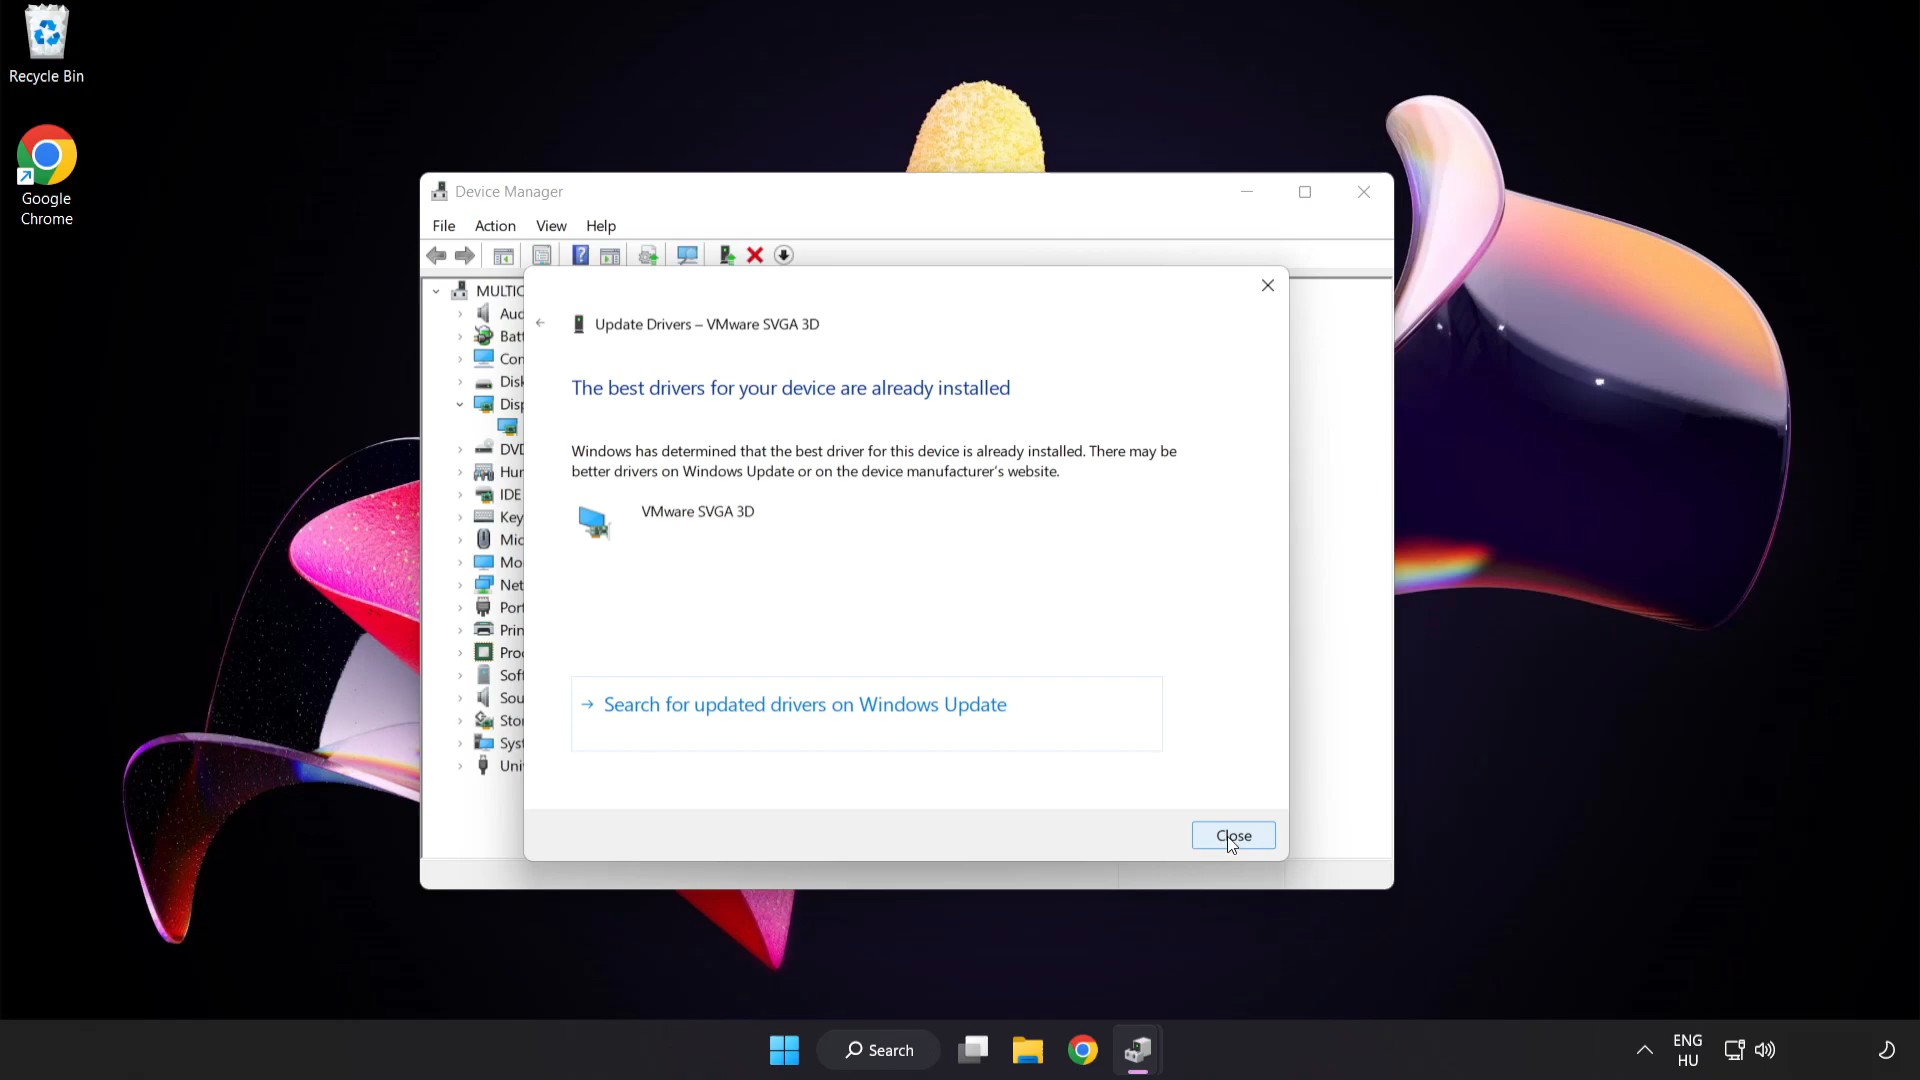 Recycle Bin
Google
Chrome
Device Manager
File Action View Help
MULTIC
Aud
Batt
Con
Disk
Disp
DVD
Hur
IDE
Key
Mic
Mo
Net
Port
Prin
Proc
Soft
Sou
Stor
Syst
Uni
Update Drivers – VMware SVGA 3D
The best drivers for your device are already installed
Windows has determined that the best driver for this device is already installed. There may be
better drivers on Windows Update or on the device manufacturer's website.
VMware SVGA 3D
Search for updated drivers on Windows Update
Close
Search
ENG
HU